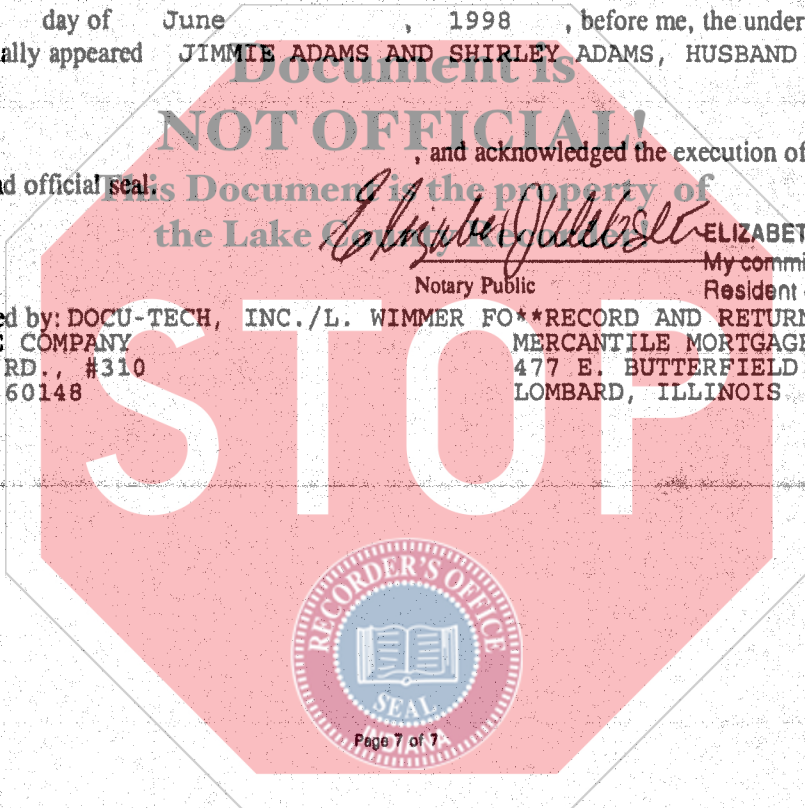 day of June , 1998 , before me, the under
ally appeared JIMMIE ADAMS AND SHIRLEY ADAMS, HUSBAND
Document is
NOT OFFICIAL!
, and acknowledged the execution of
d official seal.
This Document is the property of
the Lake County Recorder!
ELIZABET
My commi
Notary Public
Resident
ed by: DOCU-TECH, INC./L. WIMMER FO**RECORD AND RETURN
E COMPANY MERCANTILE MORTGAGE
RD., #310 477 E. BUTTERFIELD
60148 LOMBARD, ILLINOIS
STOP
RECORDER'S OFFICE
SEAL
INDIANA
Page 7 of 7